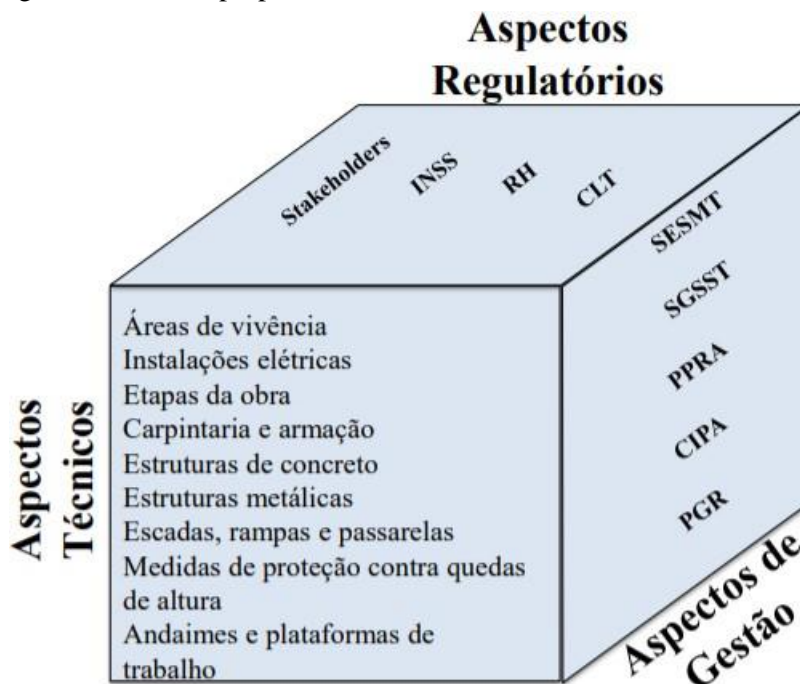 Aspectos
Regulatórios
Stakeholders
INSS
RH
CLT
SESMT
SGSST
PPRA
CIPA
PGR
Aspectos
Técnicos
Áreas de vivência
Instalações elétricas
Etapas da obra
Carpintaria e armação
Estruturas de concreto
Estruturas metálicas
Escadas, rampas e passarelas
Medidas de proteção contra quedas
de altura
Andaimes e plataformas de
trabalho
Aspectos de
Gestão